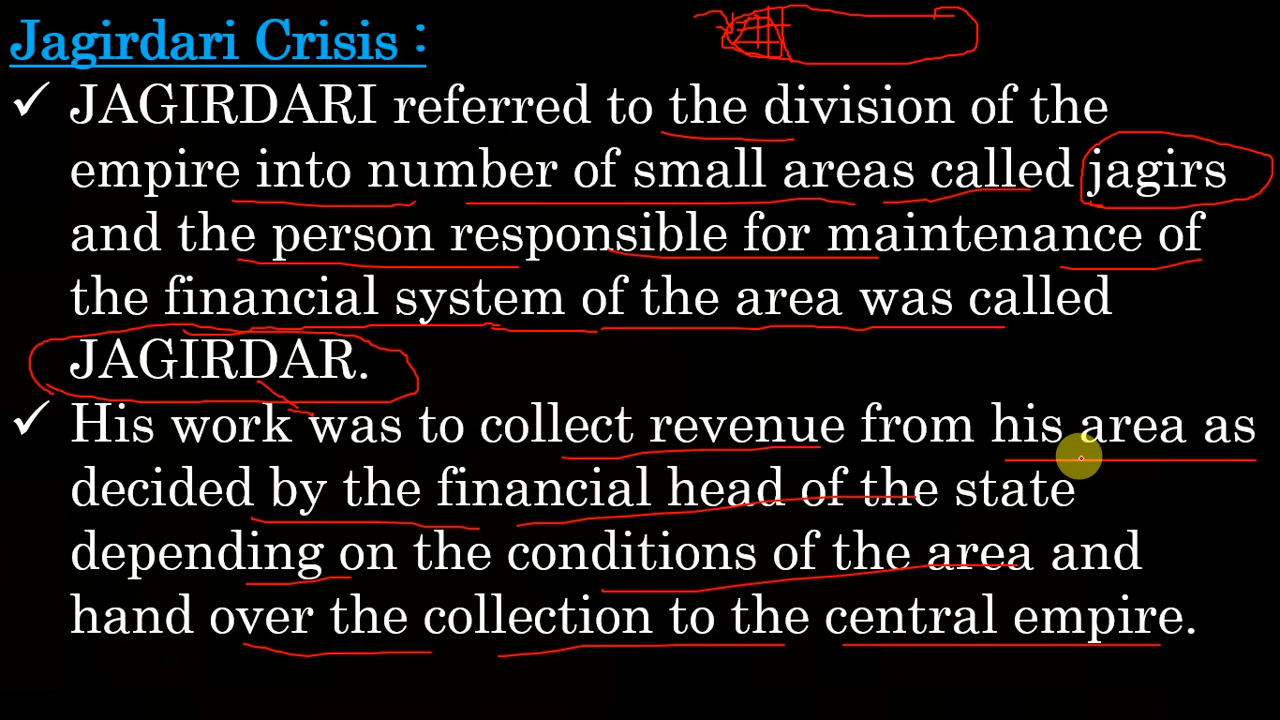 Jagirdari Crisis :
✓ JAGIRDARI referred to the division of the
empire into number of small areas called jagirs
and the person responsible for maintenance of
the financial system of the area was called
JAGIRDAR.
✓ His work was to collect revenue from his area as
decided by the financial head of the state
depending on the conditions of the area and
hand over the collection to the central empire.